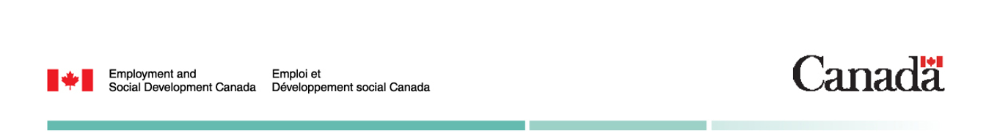 Employment and
Social Development Canada
Emploi et
Développement social Canada
Canada